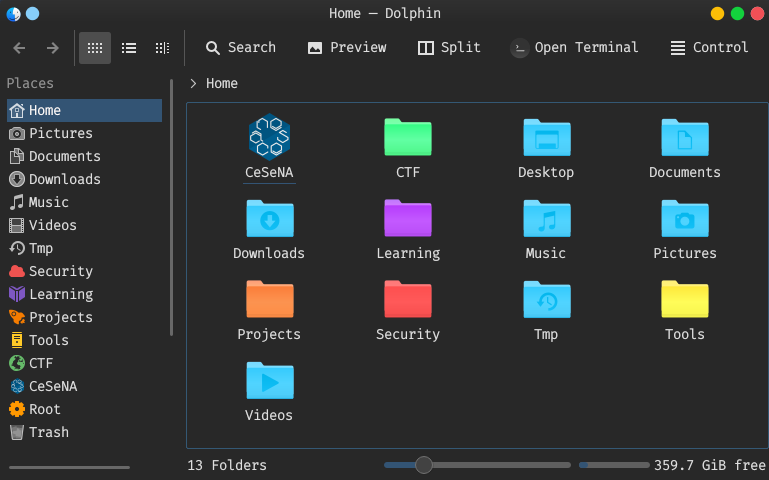 Home — Dolphin
Search Preview Split Open Terminal Control
Places
Home
Pictures
Documents
Downloads
Music
Videos
Tmp
Security
Learning
Projects
Tools
CTF
CeSeNA
Root
Trash
Home
CeSeNA CTF Desktop Documents
Downloads Learning Music Pictures
Projects Security Tmp Tools
Videos
13 Folders 359.7 GiB free